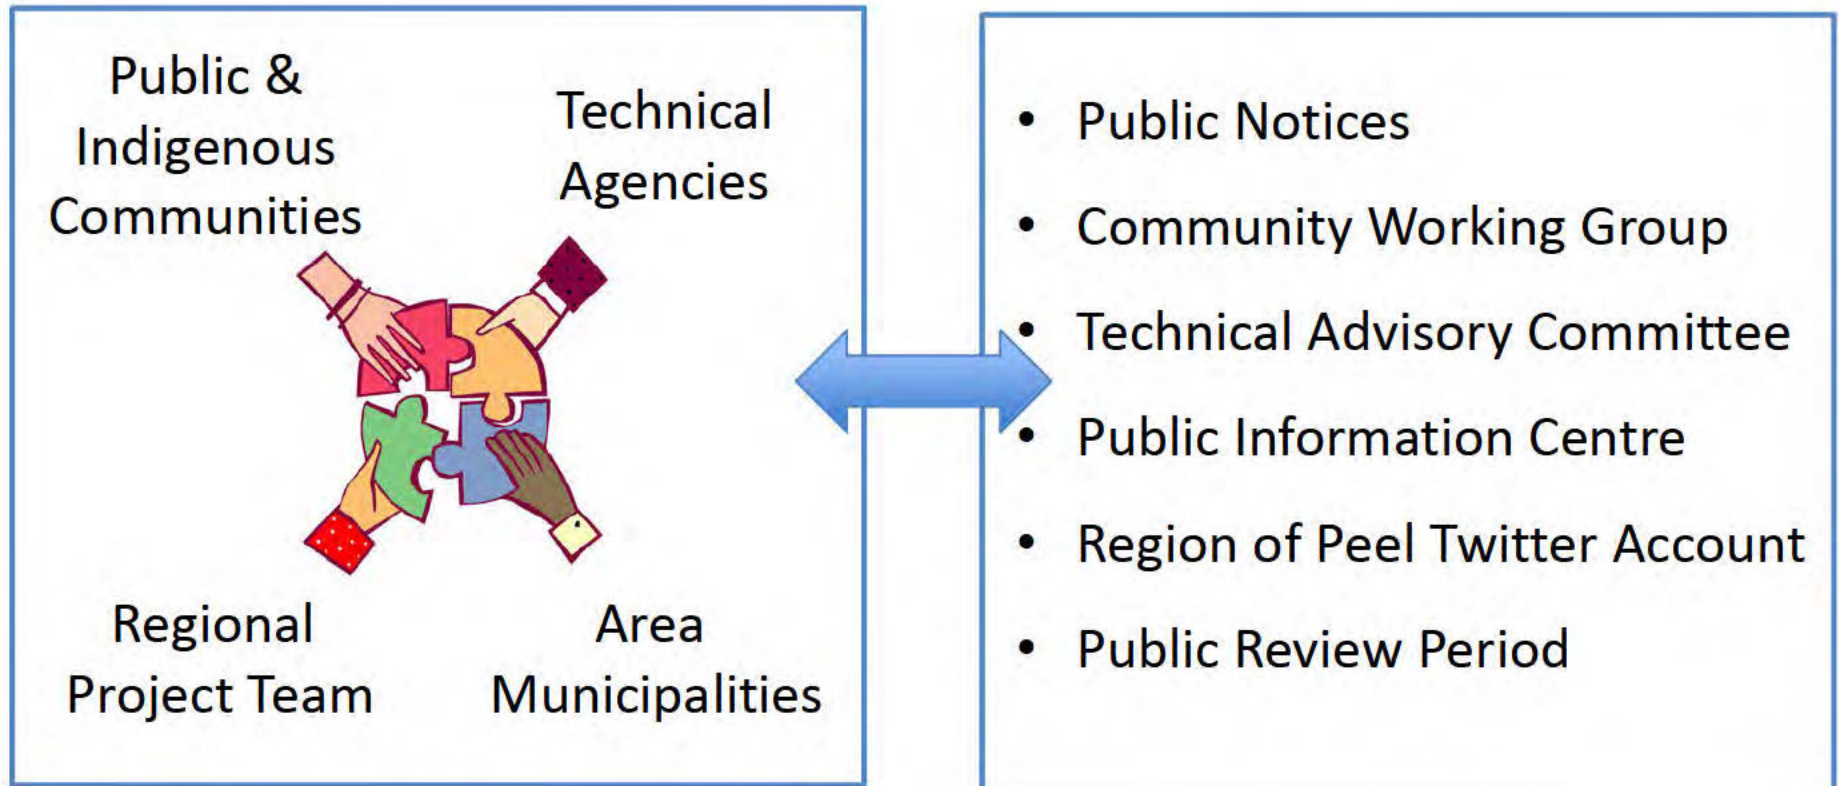 Public &
Indigenous
Communities
Technical
Agencies
Regional
Project Team
Area
Municipalities
• Public Notices
• Community Working Group
• Technical Advisory Committee
• Public Information Centre
• Region of Peel Twitter Account
• Public Review Period